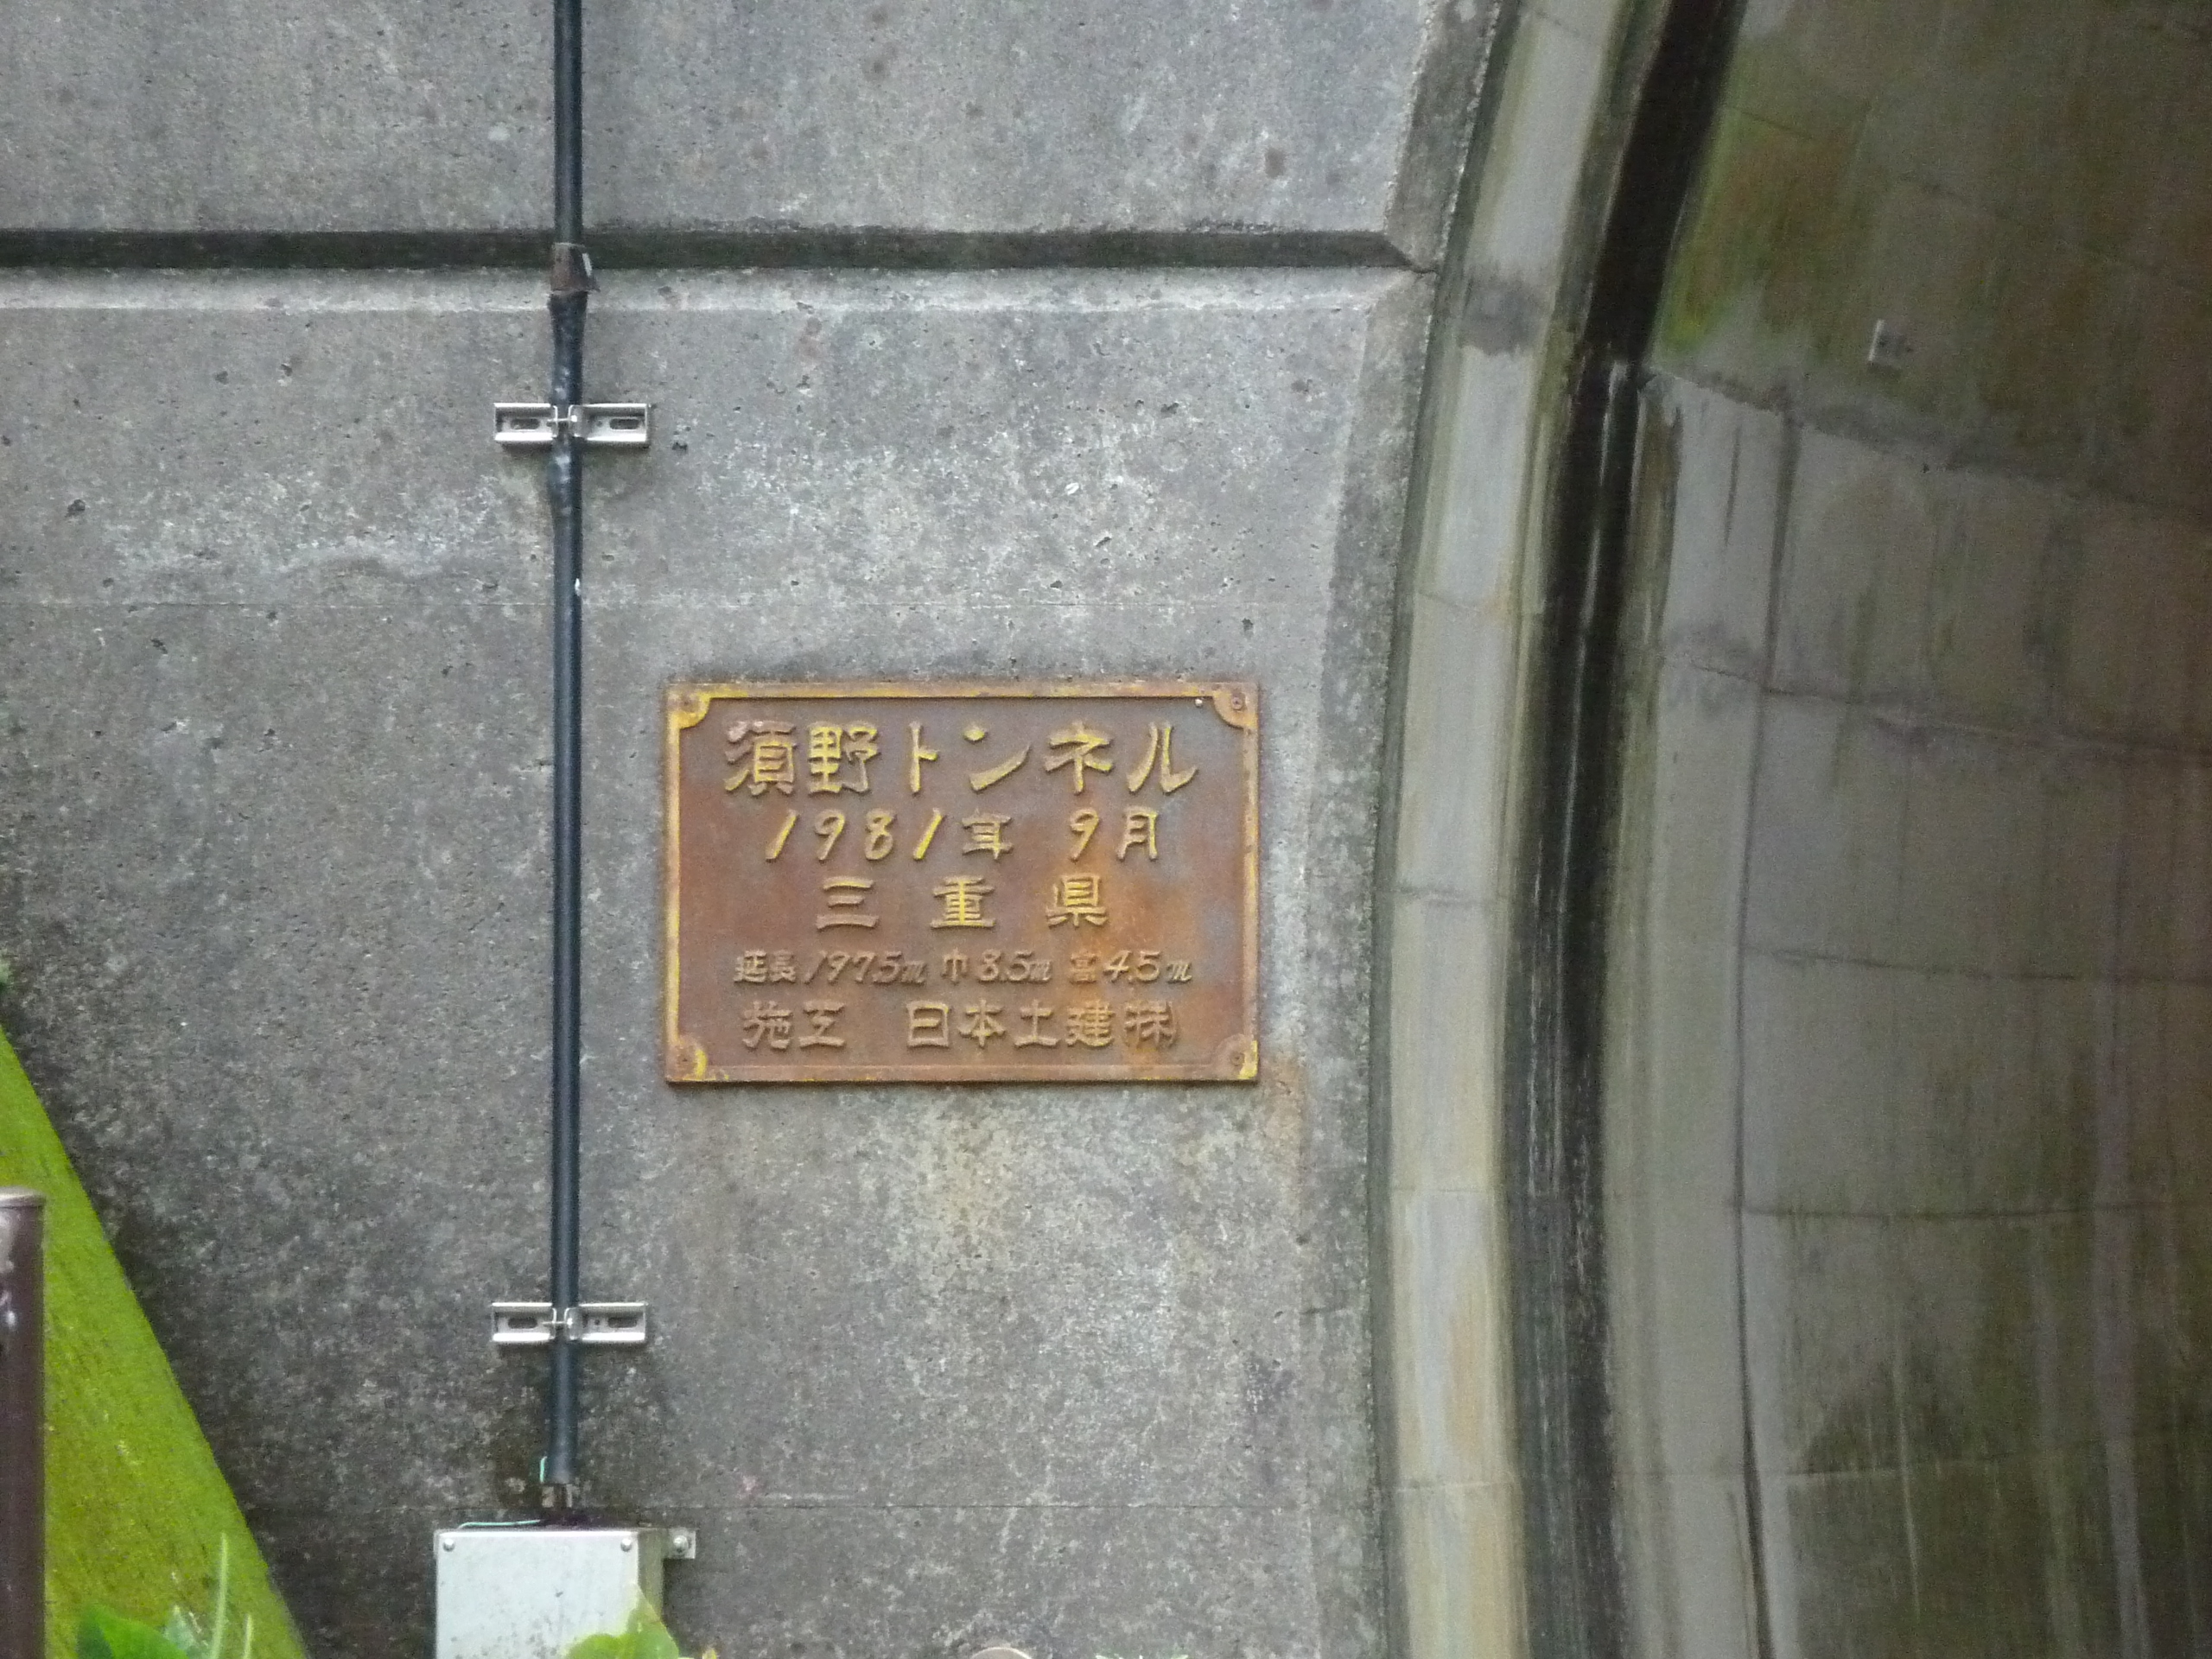 須野トンネル
1981年 9月
三重県
延長197.5m 巾8.5m 高4.5m
施工 日本土建㈱